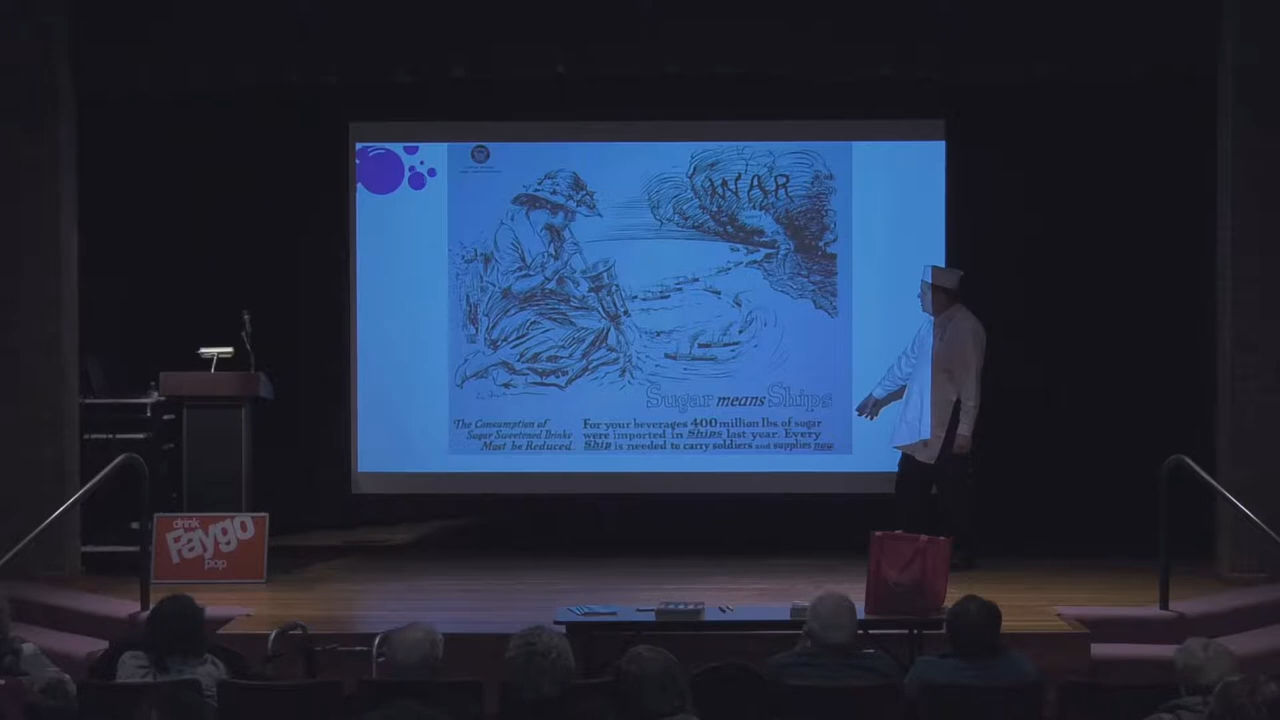 WAR
Sugar means Ships
The Consumption of
Sugar Sweetened Drinks
Must be Reduced.
For your beverages 400 million lbs. of sugar
were imported in Ships last year. Every
Ship is needed to carry soldiers and supplies now.
drink
Faygo
pop